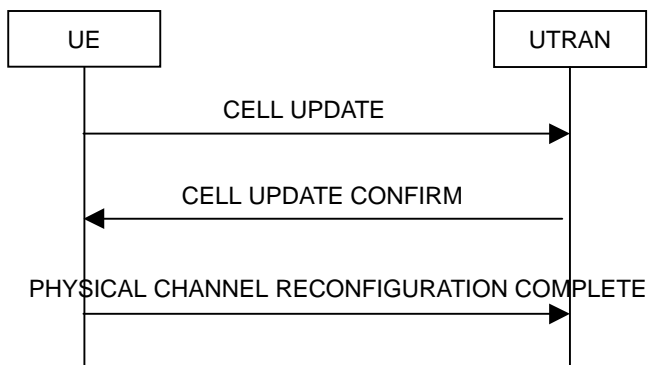 UE
UTRAN
CELL UPDATE
CELL UPDATE CONFIRM
PHYSICAL CHANNEL RECONFIGURATION COMPLETE